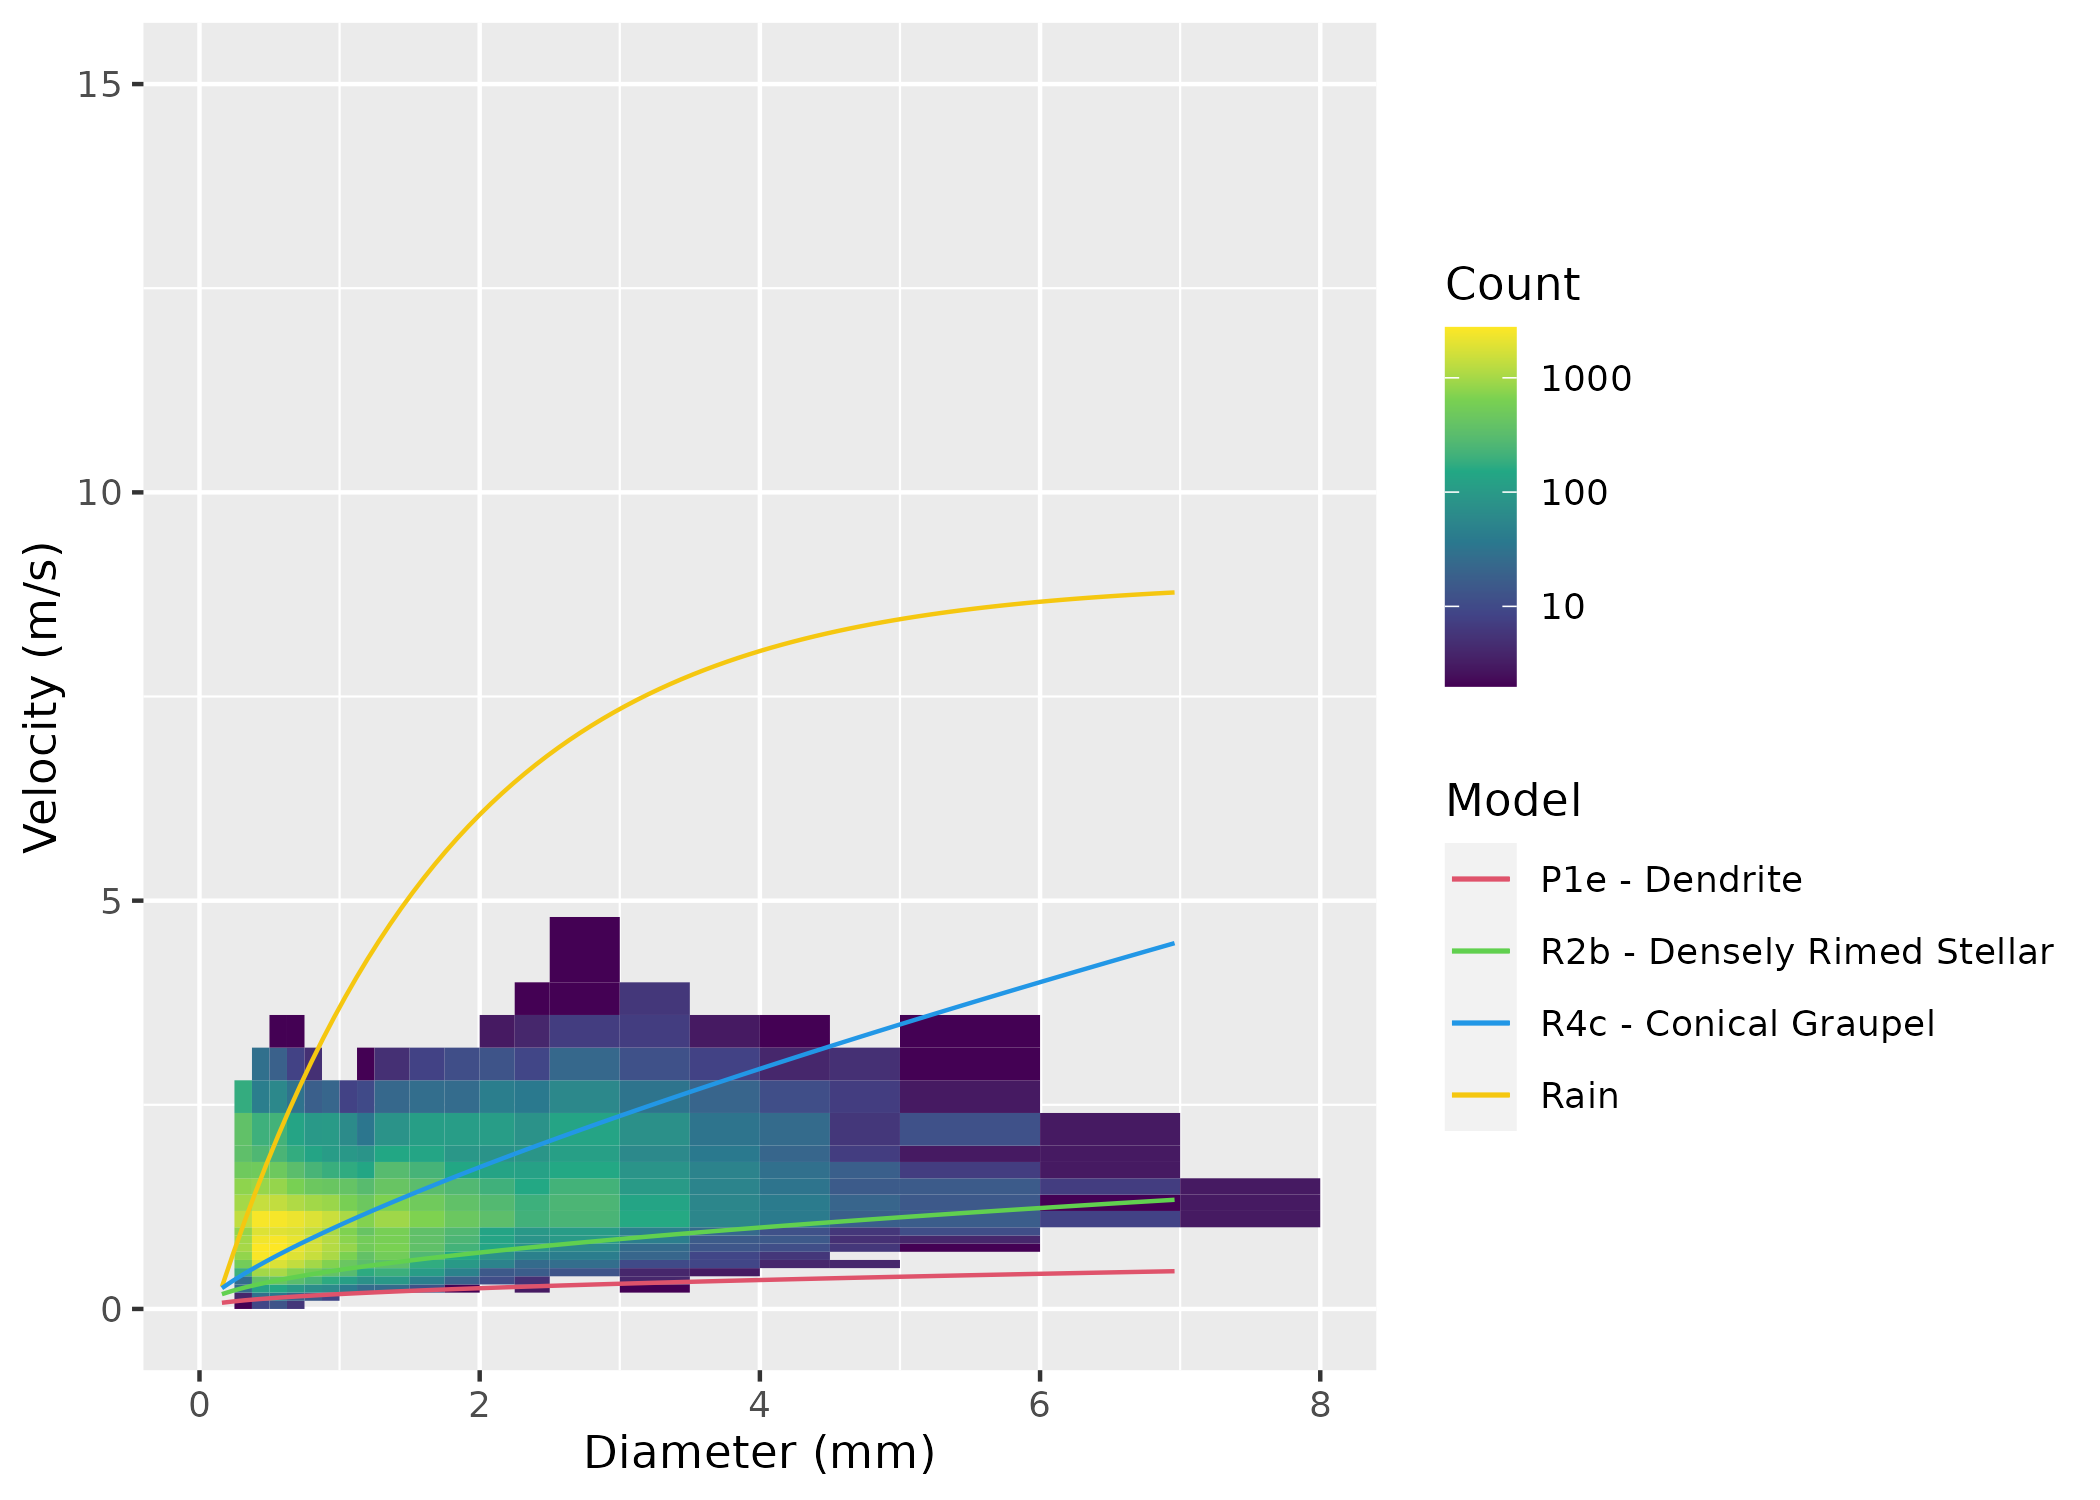 15
10
5
0
Velocity (m/s)
0 2 4 6 8
Diameter (mm)
Count
1000
100
10
Model
P1e - Dendrite
R2b - Densely Rimed Stellar
R4c - Conical Graupel
Rain